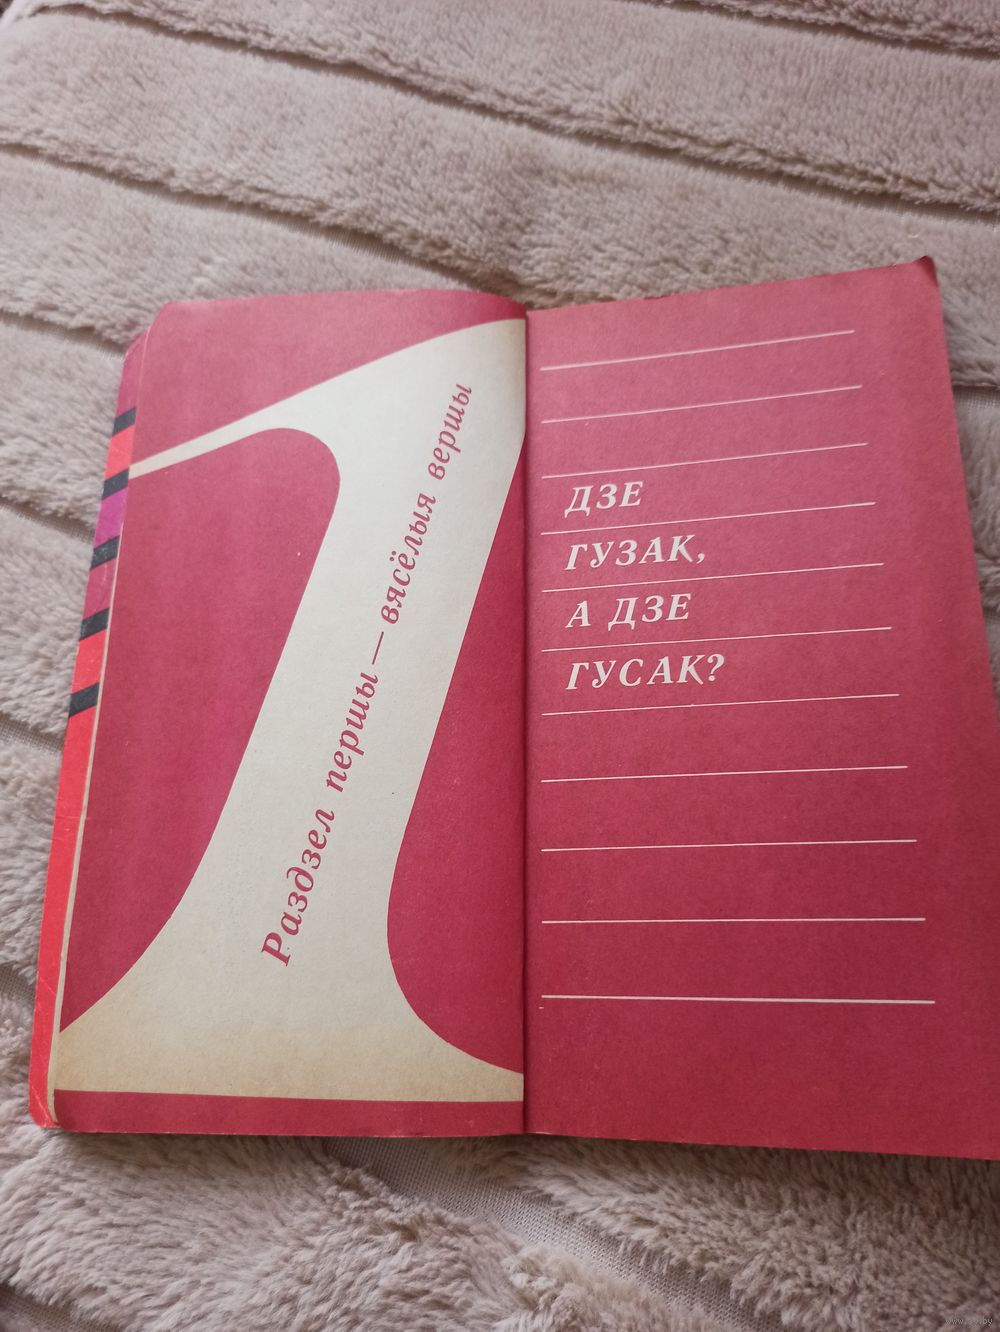 Раздзел першы — вясёлыя вершы
ДЗЕ
ГУЗАК,
А ДЗЕ
ГУСАК?